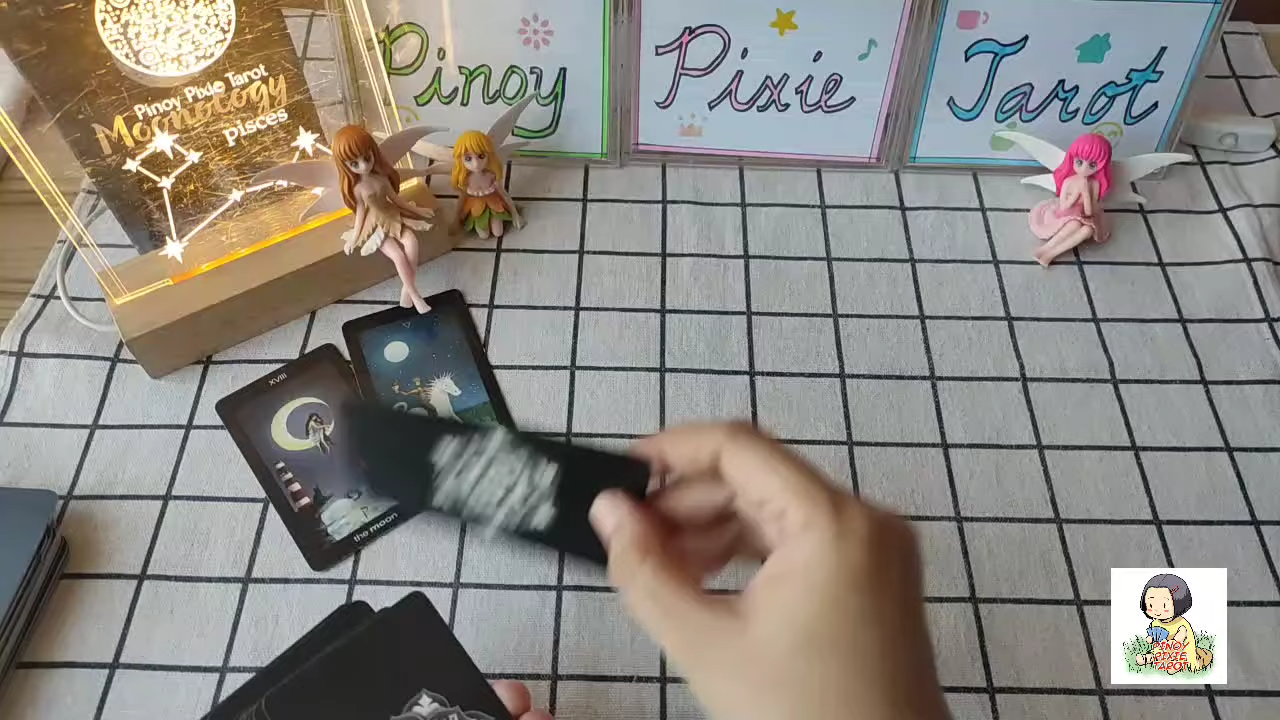 Pinoy Pixie Tarot
Moonology
pisces
Pinoy
Pixie
Tarot
XVIII
the moon
PINOY
PIXIE
TAROT